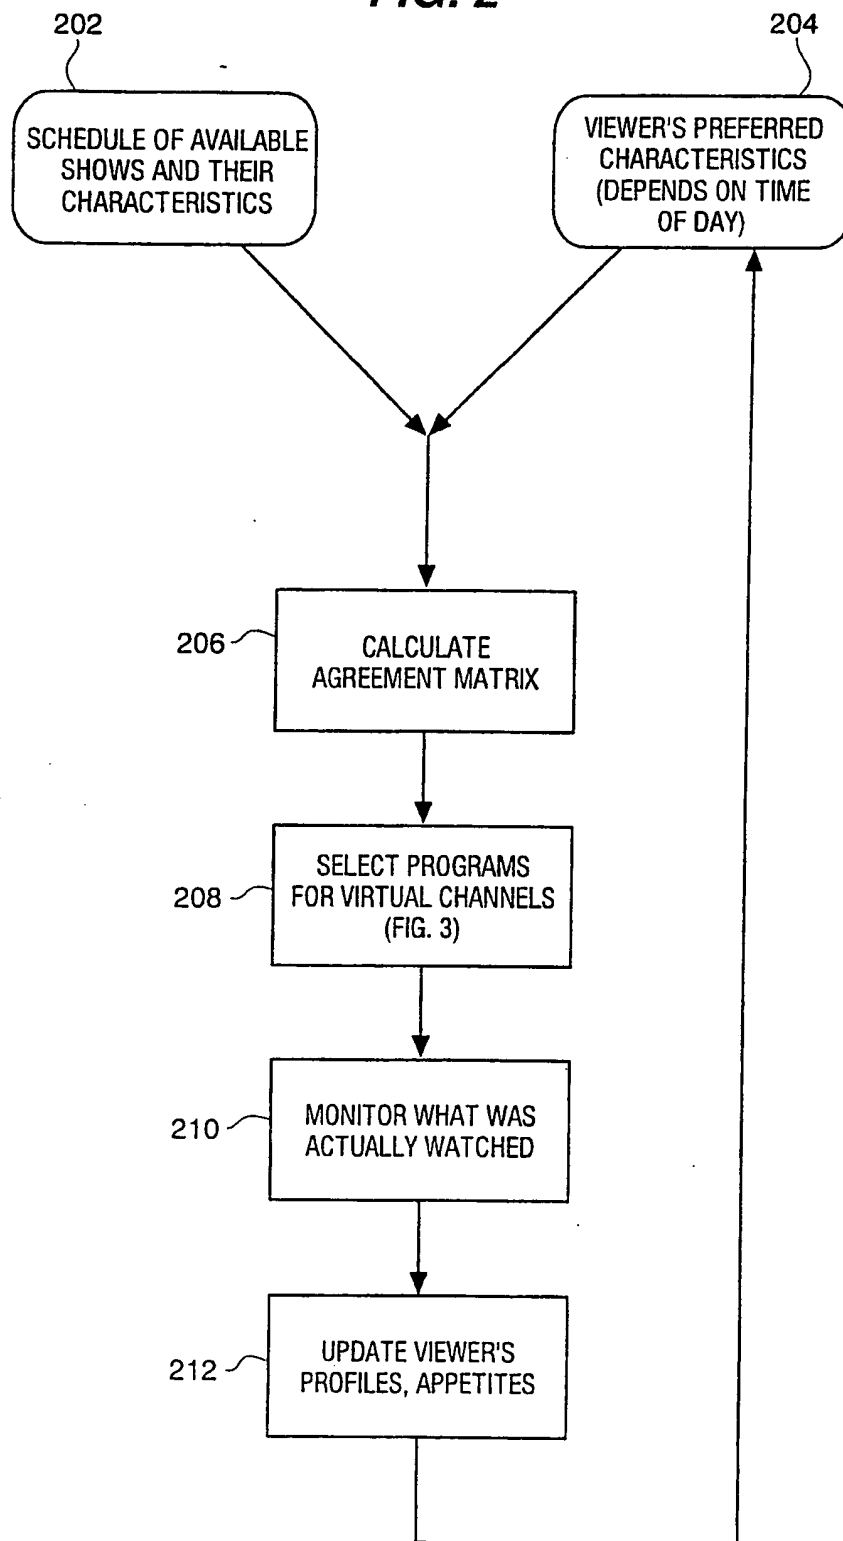 FIG. 2
202
204
SCHEDULE OF AVAILABLE
SHOWS AND THEIR
CHARACTERISTICS
VIEWER'S PREFERRED
CHARACTERISTICS
(DEPENDS ON TIME
OF DAY)
206
CALCULATE
AGREEMENT MATRIX
208
SELECT PROGRAMS
FOR VIRTUAL CHANNELS
(FIG. 3)
210
MONITOR WHAT WAS
ACTUALLY WATCHED
212
UPDATE VIEWER'S
PROFILES, APPETITES